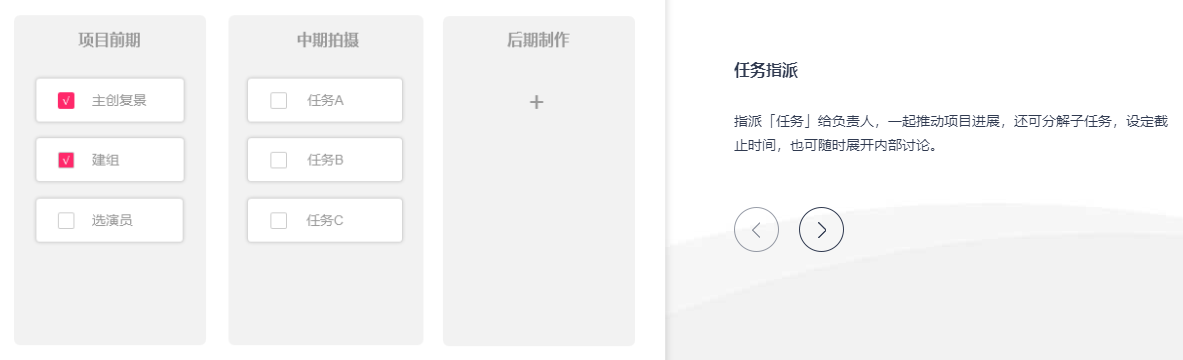 项目前期
√ 主创复景
√ 建组
选演员
中期拍摄
任务A
任务B
任务C
后期制作
+
任务指派
指派「任务」给负责人，一起推动项目进展，还可分解子任务，设定截
止时间，也可随时展开内部讨论。